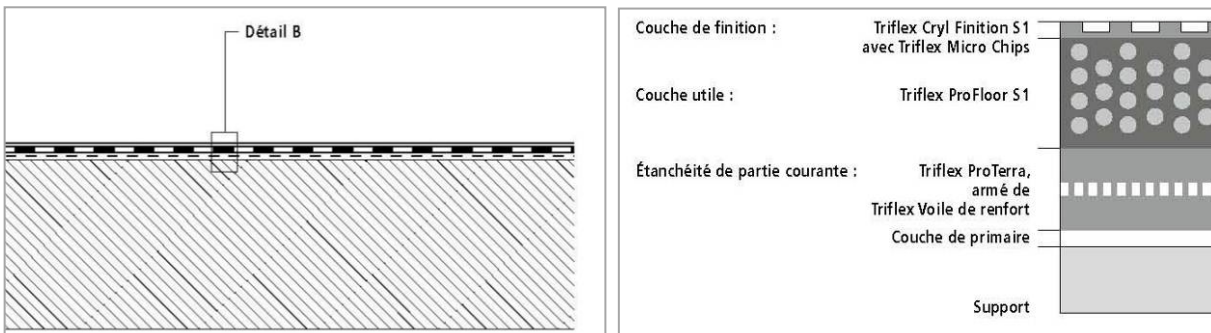 Détail B
Couche de finition : Triflex Cryl Finition S1
avec Triflex Micro Chips
Couche utile : Triflex ProFloor S1
Étanchéité de partie courante : Triflex ProTerra,
armé de
Triflex Voile de renfort
Couche de primaire
Support